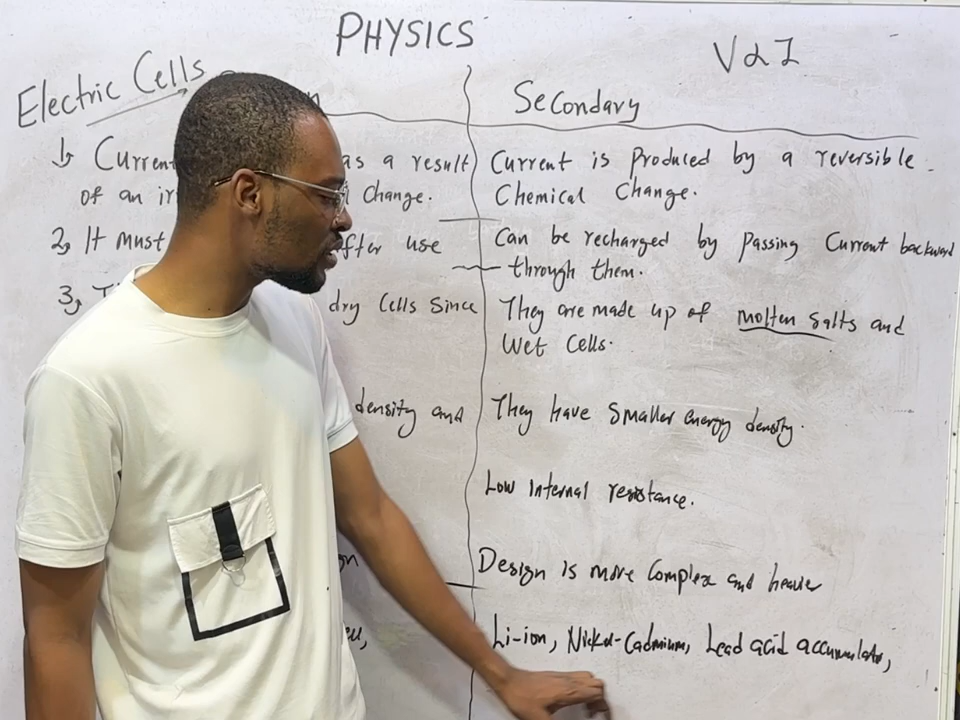 PHYSICS
V & I
Electric Cells
Secondary
1, Curren as a result
of an irr change.
2, It must after use
3, T dry Cells Since
density and
Current is Produced by a reversible.
Chemical Change.
Can be recharged by Passing Current backward
through them.
They are made up of molten Salts and
Wet Cells.
They have Smaller energy density.
Low internal resistance.
Design is more Complex and heavier
Li-ion, Nickel-Cadmium, Lead acid accumulator,